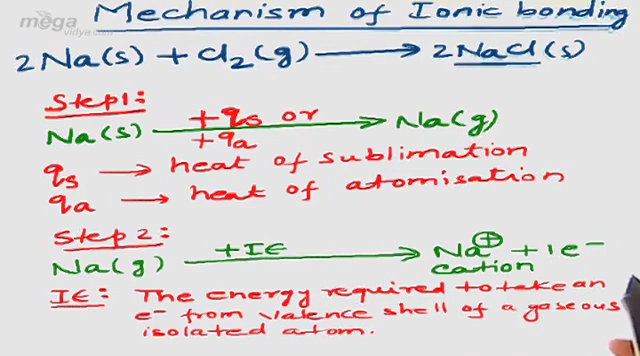 Mechanism of Ionic bonding
mega
vidya.com
2Na(s) + Cl2(g) → 2NaCl(s)
Step1:
Na(s) +qs or +qa → Na(g)
qs → heat of sublimation
qa → heat of atomisation
Step 2:
Na(g) +IE → Na⊕ + 1e−
cation
IE: The energy required to take an
e− from valence shell of a gaseous
isolated atom.